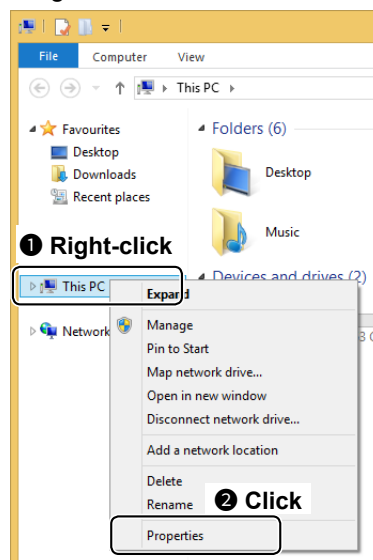 File Computer View
This PC
Favourites
Desktop
Downloads
Recent places
Folders (6)
Desktop
Music
❶ Right-click
This PC
Devices and drives (2)
Network
Expand
Manage
Pin to Start
Map network drive...
Open in new window
Disconnect network drive...
Add a network location
Delete
Rename
❷ Click
Properties